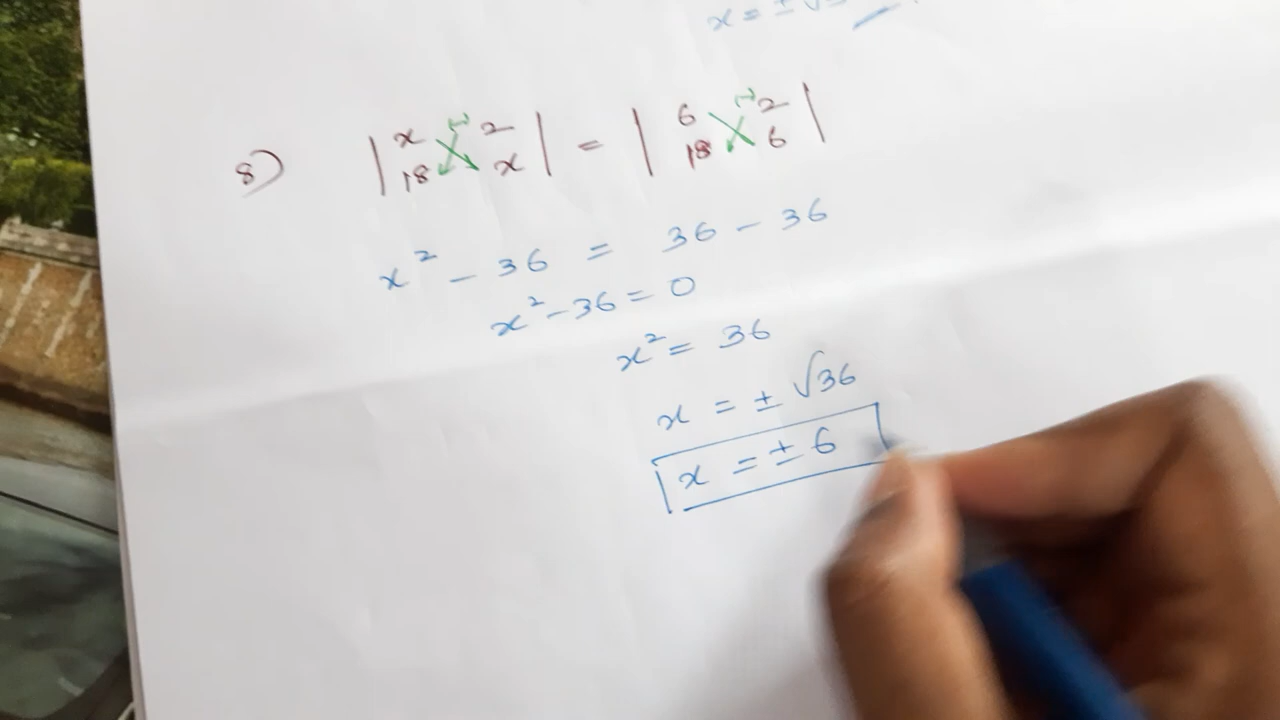 x = ±√
8) |x 2| = |6 2|
|18 x| |18 6|
x² - 36 = 36 - 36
x² - 36 = 0
x² = 36
x = ± √36
x = ± 6